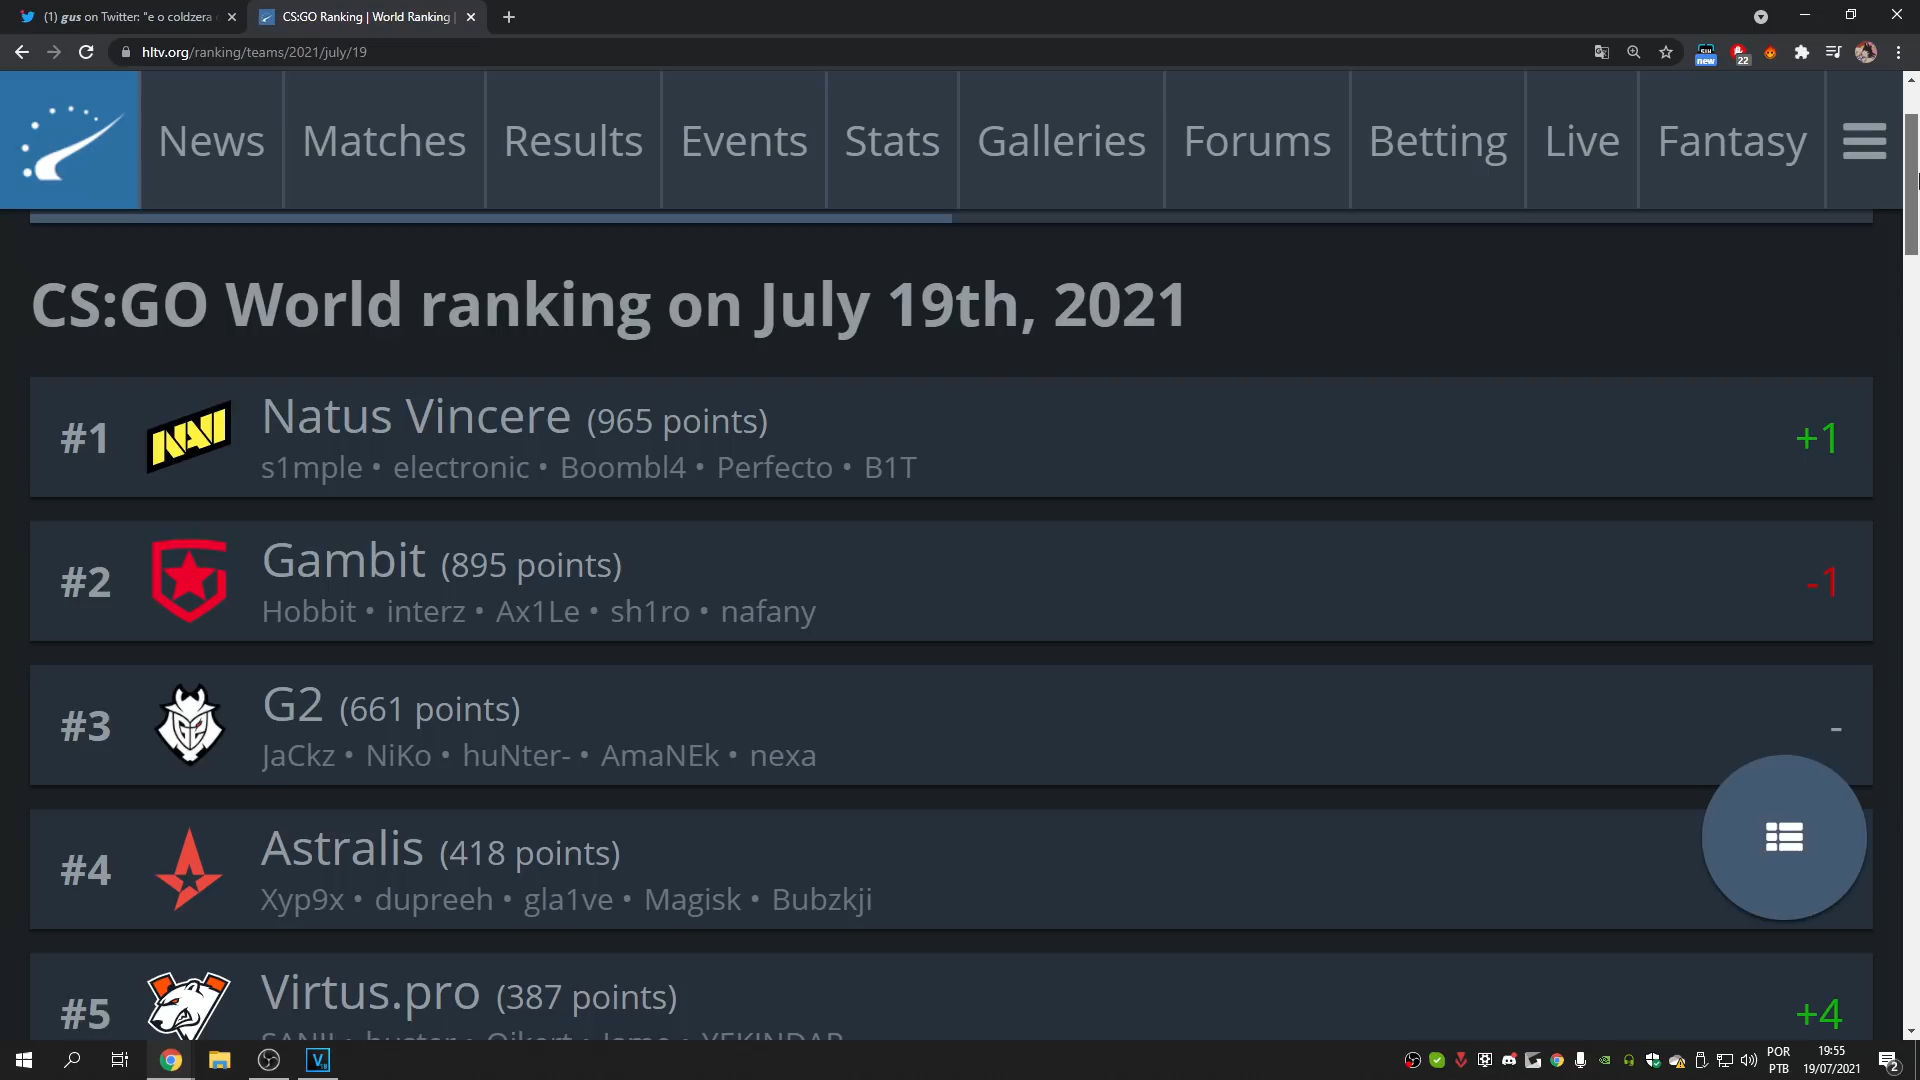 (1) gus on Twitter: "e o coldzera
CS:GO Ranking | World Ranking |
hltv.org/ranking/teams/2021/july/19
new
22
News
Matches
Results
Events
Stats
Galleries
Forums
Betting
Live
Fantasy
CS:GO World ranking on July 19th, 2021
#1
NAVI
Natus Vincere (965 points)
s1mple • electronic • Boombl4 • Perfecto • B1T
+1
#2
Gambit (895 points)
Hobbit • interz • Ax1Le • sh1ro • nafany
-1
#3
G2 (661 points)
JaCkz • NiKo • huNter- • AmaNEk • nexa
-
#4
Astralis (418 points)
Xyp9x • dupreeh • gla1ve • Magisk • Bubzkji
#5
Virtus.pro (387 points)
+4
POR
PTB
19:55
19/07/2021
2